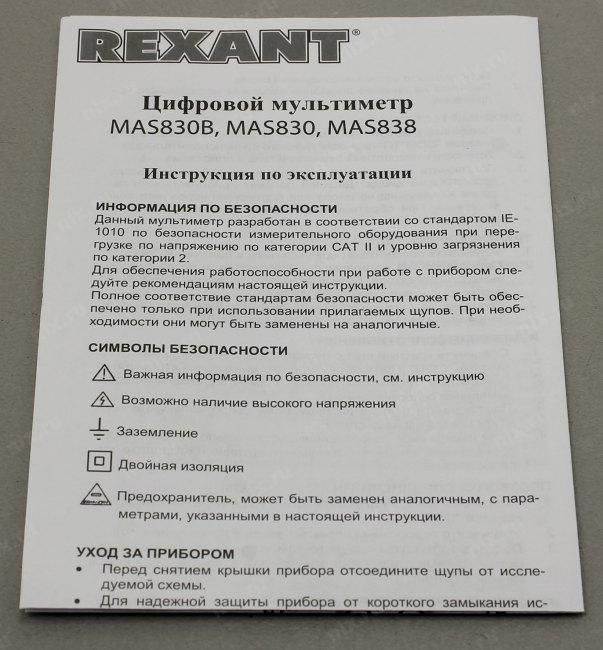 REXANT®
Цифровой мультиметр
MAS830B, MAS830, MAS838
Инструкция по эксплуатации
ИНФОРМАЦИЯ ПО БЕЗОПАСНОСТИ
Данный мультиметр разработан в соответствии со стандартом IE-
1010 по безопасности измерительного оборудования при пере-
грузке по напряжению по категории CAT II и уровню загрязнения
по категории 2.
Для обеспечения работоспособности при работе с прибором сле-
дуйте рекомендациям настоящей инструкции.
Полное соответствие стандартам безопасности может быть обес-
печено только при использовании прилагаемых щупов. При необ-
ходимости они могут быть заменены на аналогичные.
СИМВОЛЫ БЕЗОПАСНОСТИ
Важная информация по безопасности, см. инструкцию
Возможно наличие высокого напряжения
Заземление
Двойная изоляция
Предохранитель, может быть заменен аналогичным, с пара-
метрами, указанными в настоящей инструкции.
УХОД ЗА ПРИБОРОМ
• Перед снятием крышки прибора отсоедините щупы от иссле-
дуемой схемы.
• Для надежной защиты прибора от короткого замыкания ис-